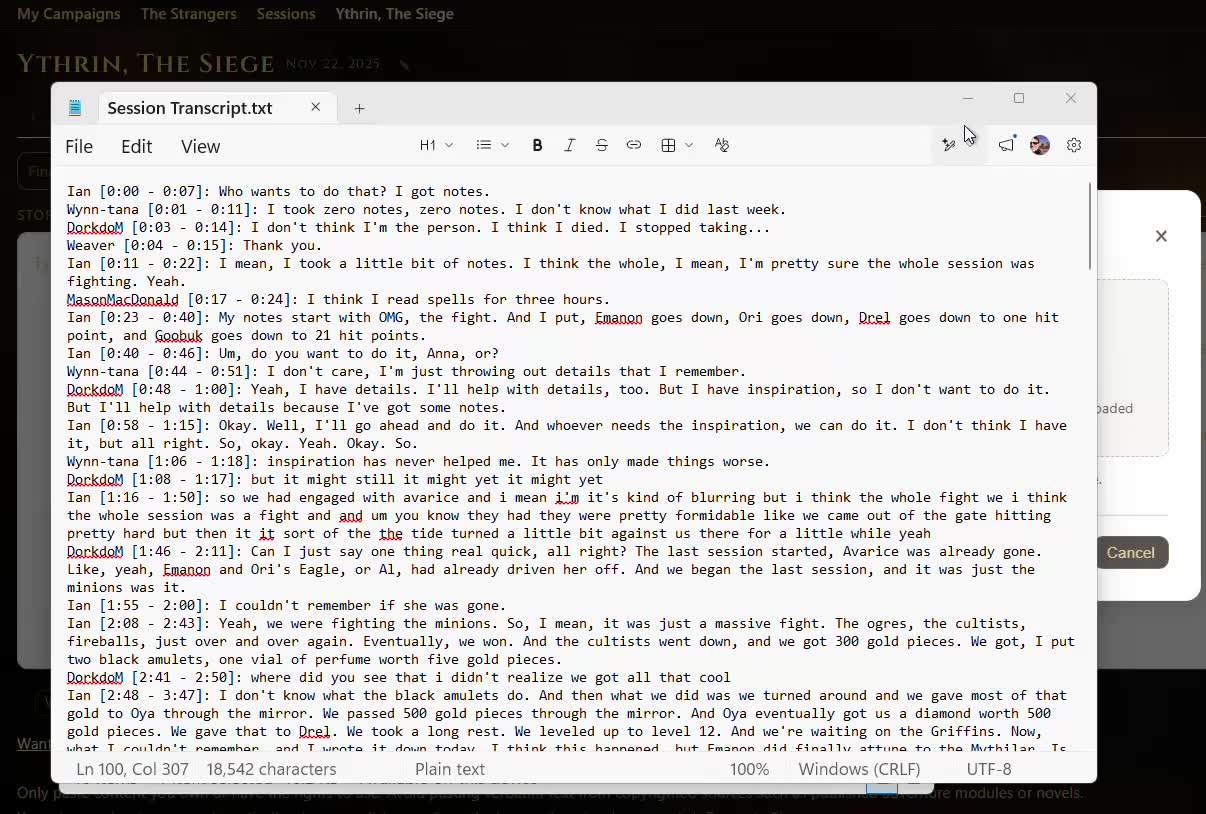 My Campaigns The Strangers Sessions Ythrin, The Siege
Ythrin, The Siege Nov 22, 2025
Session Transcript.txt
File Edit View H1 B I S
Ian [0:00 - 0:07]: Who wants to do that? I got notes.
Wynn-tana [0:01 - 0:11]: I took zero notes, zero notes. I don't know what I did last week.
DorkdoM [0:03 - 0:14]: I don't think I'm the person. I think I died. I stopped taking...
Weaver [0:04 - 0:15]: Thank you.
Ian [0:11 - 0:22]: I mean, I took a little bit of notes. I think the whole, I mean, I'm pretty sure the whole session was
fighting. Yeah.
MasonMacDonald [0:17 - 0:24]: I think I read spells for three hours.
Ian [0:23 - 0:40]: My notes start with OMG, the fight. And I put, Emanon goes down, Ori goes down, Drel goes down to one hit
point, and Goobuk goes down to 21 hit points.
Ian [0:40 - 0:46]: Um, do you want to do it, Anna, or?
Wynn-tana [0:44 - 0:51]: I don't care, I'm just throwing out details that I remember.
DorkdoM [0:48 - 1:00]: Yeah, I have details. I'll help with details, too. But I have inspiration, so I don't want to do it.
But I'll help with details because I've got some notes.
Ian [0:58 - 1:15]: Okay. Well, I'll go ahead and do it. And whoever needs the inspiration, we can do it. I don't think I have
it, but all right. So, okay. Yeah. Okay. So.
Wynn-tana [1:06 - 1:18]: inspiration has never helped me. It has only made things worse.
DorkdoM [1:08 - 1:17]: but it might still it might yet it might yet
Ian [1:16 - 1:50]: so we had engaged with avarice and i mean i'm it's kind of blurring but i think the whole fight we i think
the whole session was a fight and and um you know they had they were pretty formidable like we came out of the gate hitting
pretty hard but then it it sort of the the tide turned a little bit against us there for a little while yeah
DorkdoM [1:46 - 2:11]: Can I just say one thing real quick, all right? The last session started, Avarice was already gone.
Like, yeah, Emanon and Ori's Eagle, or Al, had already driven her off. And we began the last session, and it was just the
minions was it.
Ian [1:55 - 2:00]: I couldn't remember if she was gone.
Ian [2:08 - 2:43]: Yeah, we were fighting the minions. So, I mean, it was just a massive fight. The ogres, the cultists,
fireballs, just over and over again. Eventually, we won. And the cultists went down, and we got 300 gold pieces. We got, I put
two black amulets, one vial of perfume worth five gold pieces.
DorkdoM [2:41 - 2:50]: where did you see that i didn't realize we got all that cool
Ian [2:48 - 3:47]: I don't know what the black amulets do. And then what we did was we turned around and we gave most of that
gold to Oya through the mirror. We passed 500 gold pieces through the mirror. And Oya eventually got us a diamond worth 500
gold pieces. We gave that to Drel. We took a long rest. We leveled up to level 12. And we're waiting on the Griffins. Now,
what I couldn't remember, and I wrote it down today, I think this happened, but Emanon did finally attune to the Mythilar. Is
Cancel
Ln 100, Col 307 18,542 characters Plain text 100% Windows (CRLF) UTF-8